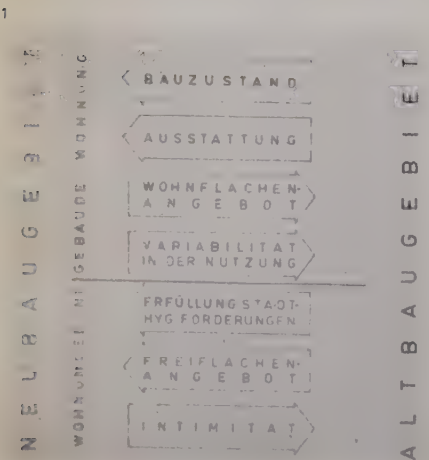 1
NEUBAUGEBIET
WOHNUMFELD
GEBÄUDE WOHNUNG
BAUZUSTAND
AUSSTATTUNG
WOHNFLÄCHEN-
ANGEBOT
VARIABILITÄT
IN DER NUTZUNG
ERFÜLLUNG STADT-
HYG FORDERUNGEN
FREIFLÄCHEN-
ANGEBOT
INTIMITÄT
ALTBAUGEBIET